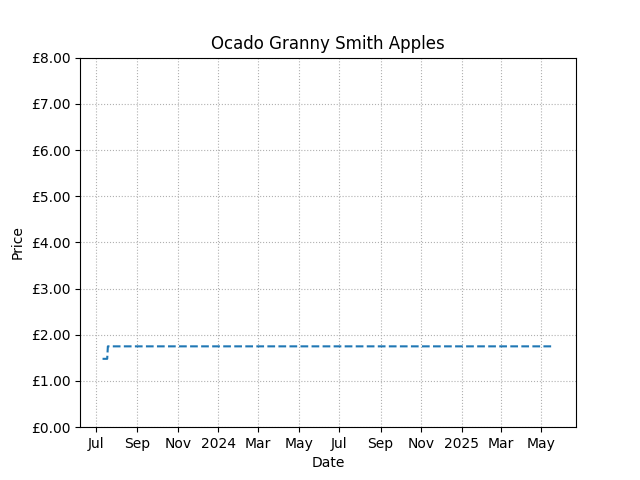 Ocado Granny Smith Apples
£8.00
£7.00
£6.00
£5.00
£4.00
£3.00
£2.00
£1.00
£0.00
Price
Jul Sep Nov 2024 Mar May Jul Sep Nov 2025 Mar May
Date